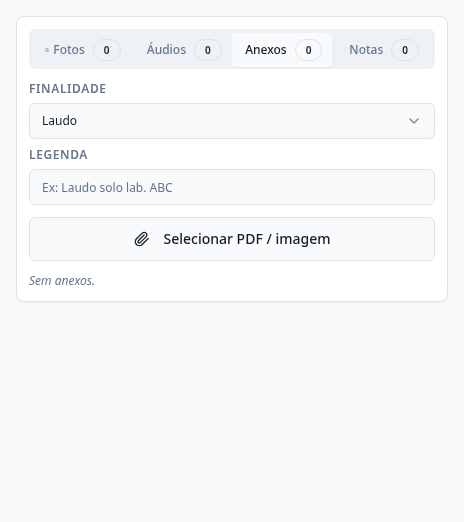 Fotos 0 Áudios 0 Anexos 0 Notas 0
FINALIDADE
Laudo
LEGENDA
Ex: Laudo solo lab. ABC
Selecionar PDF / imagem
Sem anexos.